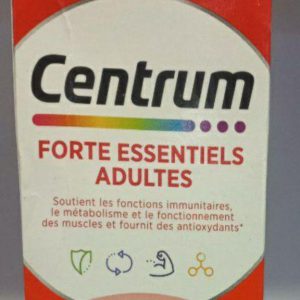 Centrum
FORTE ESSENTIELS
ADULTES
Soutient les fonctions immunitaires,
le métabolisme et le fonctionnement
des muscles et fournit des antioxydants*